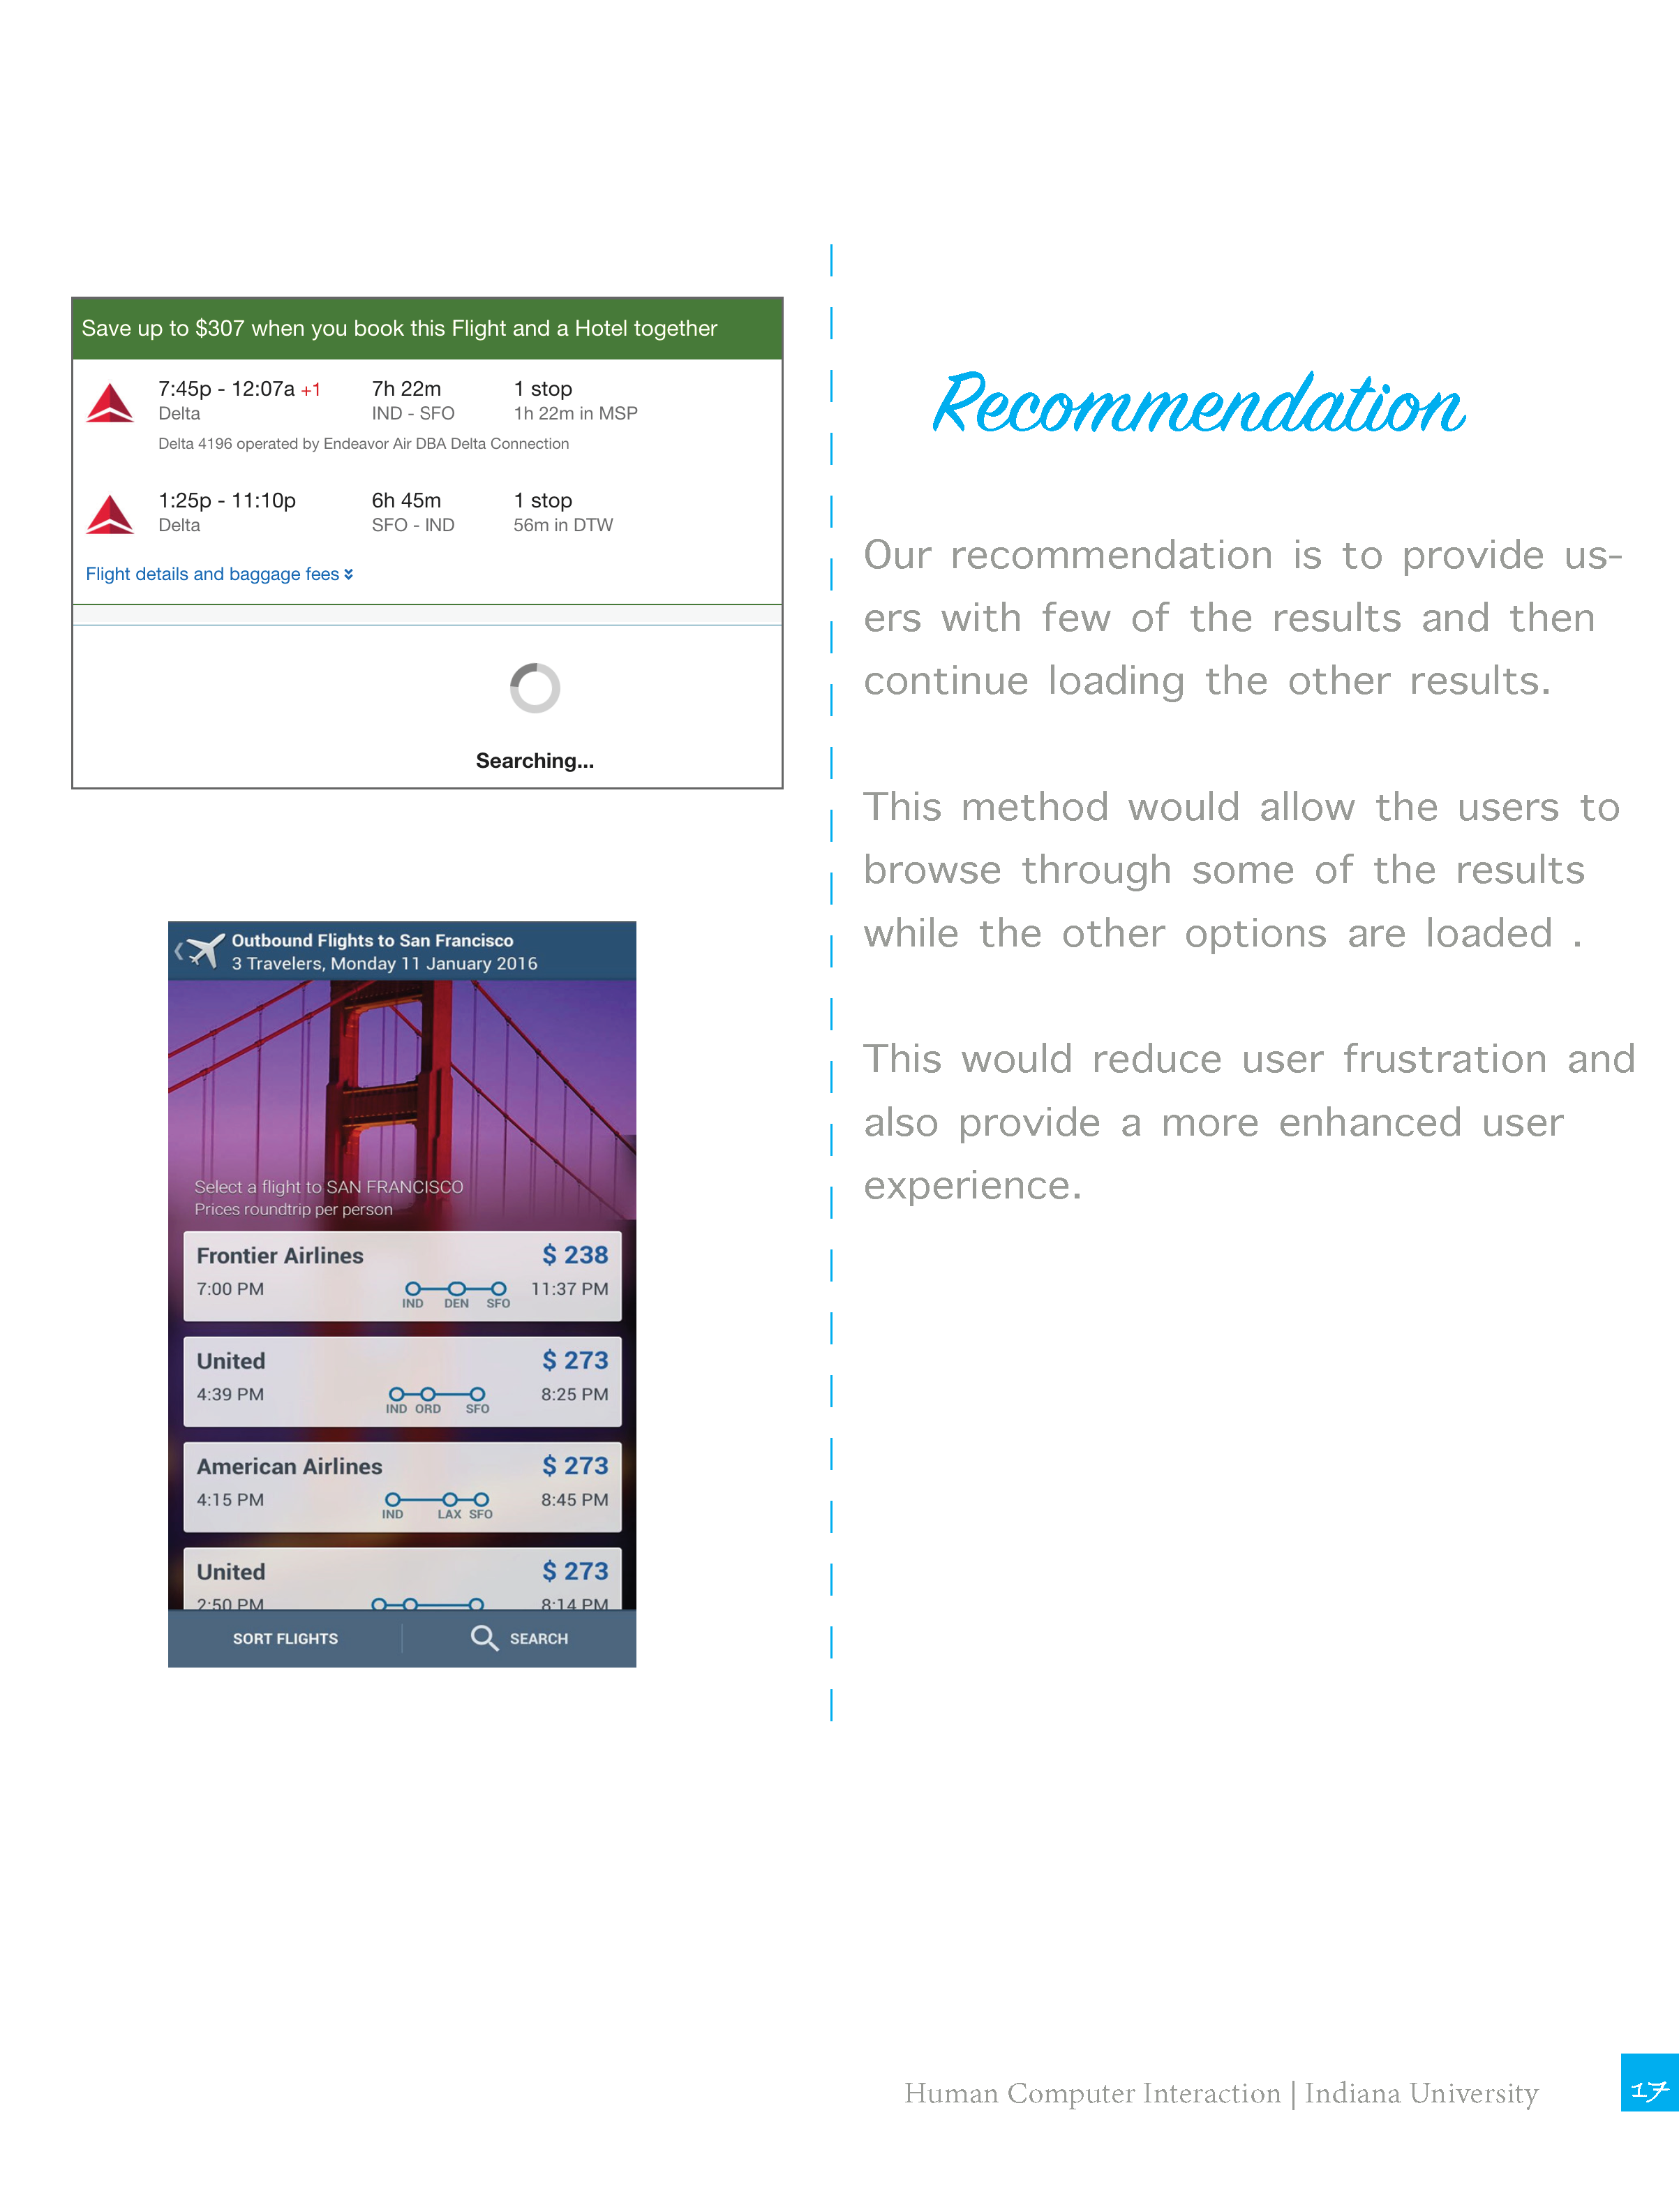 Save up to $307 when you book this Flight and a Hotel together
7:45p - 12:07a +1 7h 22m 1 stop
Delta IND - SFO 1h 22m in MSP
Delta 4196 operated by Endeavor Air DBA Delta Connection
1:25p - 11:10p 6h 45m 1 stop
Delta SFO - IND 56m in DTW
Flight details and baggage fees
Searching...
Outbound Flights to San Francisco
3 Travelers, Monday 11 January 2016
Select a flight to SAN FRANCISCO
Prices roundtrip per person
Frontier Airlines $ 238
7:00 PM 11:37 PM
IND DEN SFO
United $ 273
4:39 PM 8:25 PM
IND ORD SFO
American Airlines $ 273
4:15 PM 8:45 PM
IND LAX SFO
United $ 273
2:50 PM 8:14 PM
SORT FLIGHTS SEARCH
Recommendation
Our recommendation is to provide us-
ers with few of the results and then
continue loading the other results.
This method would allow the users to
browse through some of the results
while the other options are loaded .
This would reduce user frustration and
also provide a more enhanced user
experience.
Human Computer Interaction | Indiana University
17